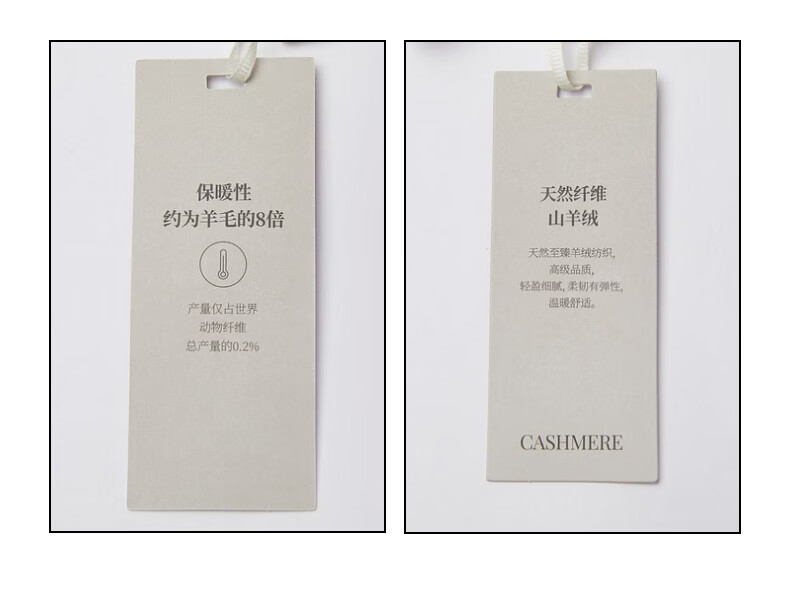 保暖性
约为羊毛的8倍
产量仅占世界
动物纤维
总产量的0.2%
天然纤维
山羊绒
天然至臻羊绒纺织,
高级品质,
轻盈细腻, 柔韧有弹性,
温暖舒适。
CASHMERE